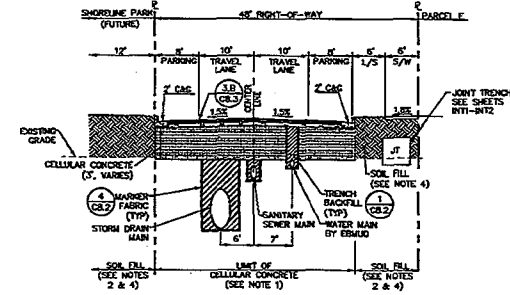 SHORELINE PARK
(FUTURE)
48' RIGHT-OF-WAY
PARCEL E
12'
8'
PARKING
10'
TRAVEL
LANE
10'
TRAVEL
LANE
8'
PARKING
6'
L/S
6'
S/W
CENTER
LINE
2' C&G
3.B
C8.3
1.5%
1.5%
2' C&G
1.5%
JOINT TRENCH
SEE SHEETS
INT1-INT2
EXISTING
GRADE
JT
CELLULAR CONCRETE
(3', VARIES)
SOIL FILL
(SEE NOTE 4)
4
C8.2
MARKER
FABRIC
(TYP)
TRENCH
BACKFILL
(TYP)
1
C8.2
STORM DRAIN
MAIN
SANITARY
SEWER MAIN
WATER MAIN
BY EBMUD
6'
7'
SOIL FILL
(SEE NOTES
2 & 4)
LIMIT OF
CELLULAR CONCRETE
(SEE NOTE 1)
SOIL FILL
(SEE NOTES
2 & 4)